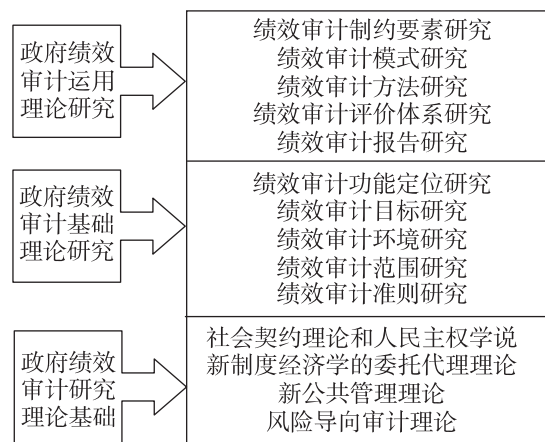 政府绩效
审计运用
理论研究
绩效审计制约要素研究
绩效审计模式研究
绩效审计方法研究
绩效审计评价体系研究
绩效审计报告研究
政府绩效
审计基础
理论研究
绩效审计功能定位研究
绩效审计目标研究
绩效审计环境研究
绩效审计范围研究
绩效审计准则研究
政府绩效
审计研究
理论基础
社会契约理论和人民主权学说
新制度经济学的委托代理理论
新公共管理理论
风险导向审计理论